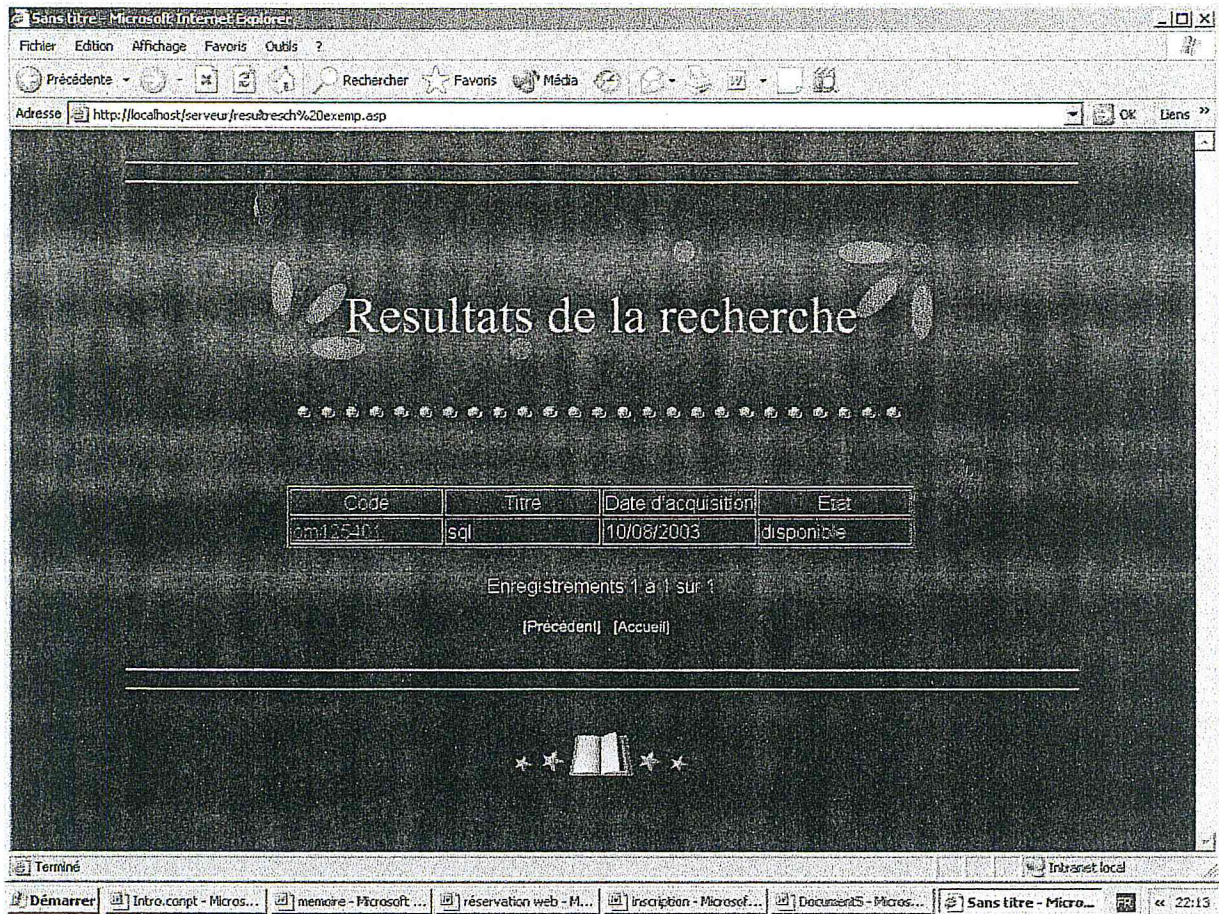 Sans titre - Microsoft Internet Explorer
Fichier Edition Affichage Favoris Outils ?
Précédente Rechercher Favoris Média
Adresse http://localhost/serveur/resultresch%20exemp.asp OK Liens »
Resultats de la recherche
Code Titre Date d'acquisition Etat
om125401 sql 10/08/2003 disponible
Enregistrements 1 à 1 sur 1
[Précédent] [Accueil]
Terminé Intranet local
Démarrer Intro.conpt - Micros... memoire - Microsoft ... réservation web - M... inscription - Microsof... Document5 - Micros... Sans titre - Micro... FR « 22:13